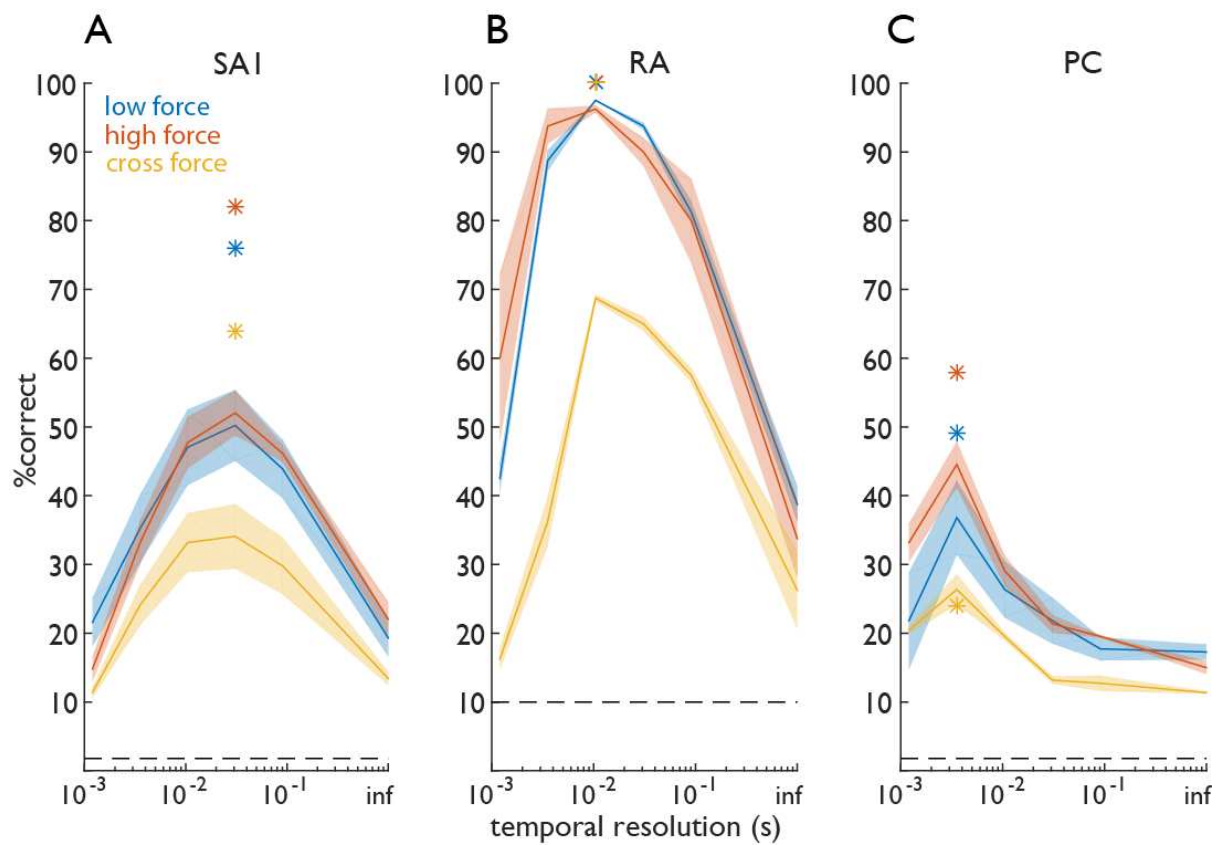 A
SA1
100
90
80
70
60
50
40
30
20
10
low force
high force
cross force
%correct
10-3
10-2
10-1
inf
B
RA
100
90
80
70
60
50
40
30
20
10
10-3
10-2
10-1
inf
temporal resolution (s)
C
PC
100
90
80
70
60
50
40
30
20
10
10-3
10-2
10-1
inf